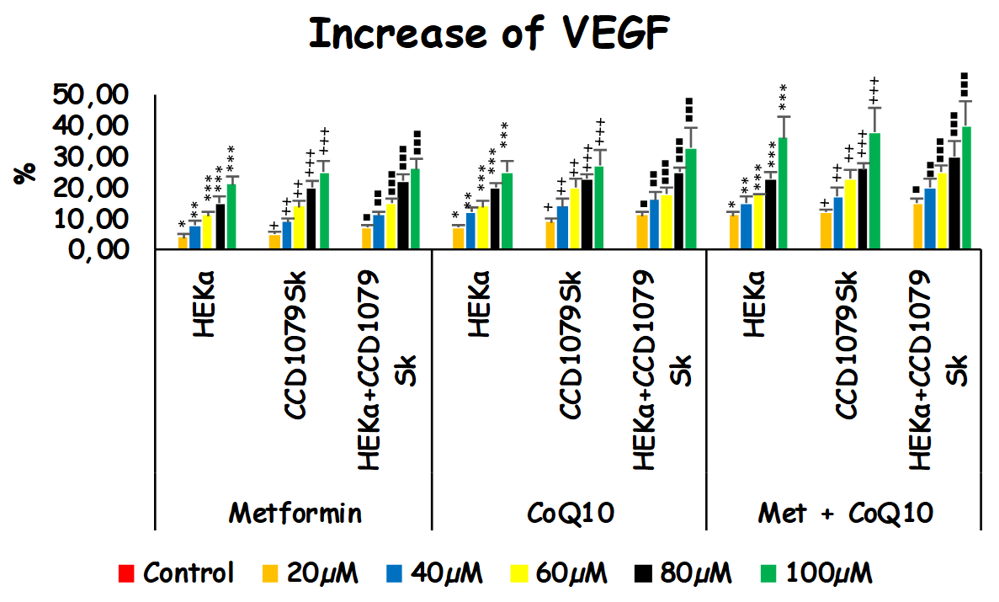 Increase of VEGF
%
50,00
40,00
30,00
20,00
10,00
0,00
HEKa
CCD1079Sk
HEKa+CCD1079
Sk
HEKa
CCD1079Sk
HEKa+CCD1079
Sk
HEKa
CCD1079Sk
HEKa+CCD1079
Sk
Metformin
CoQ10
Met + CoQ10
Control
20µM
40µM
60µM
80µM
100µM